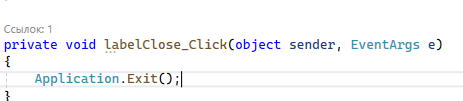 Ссылок: 1
private void labelClose_Click(object sender, EventArgs e)
{
    Application.Exit();
}